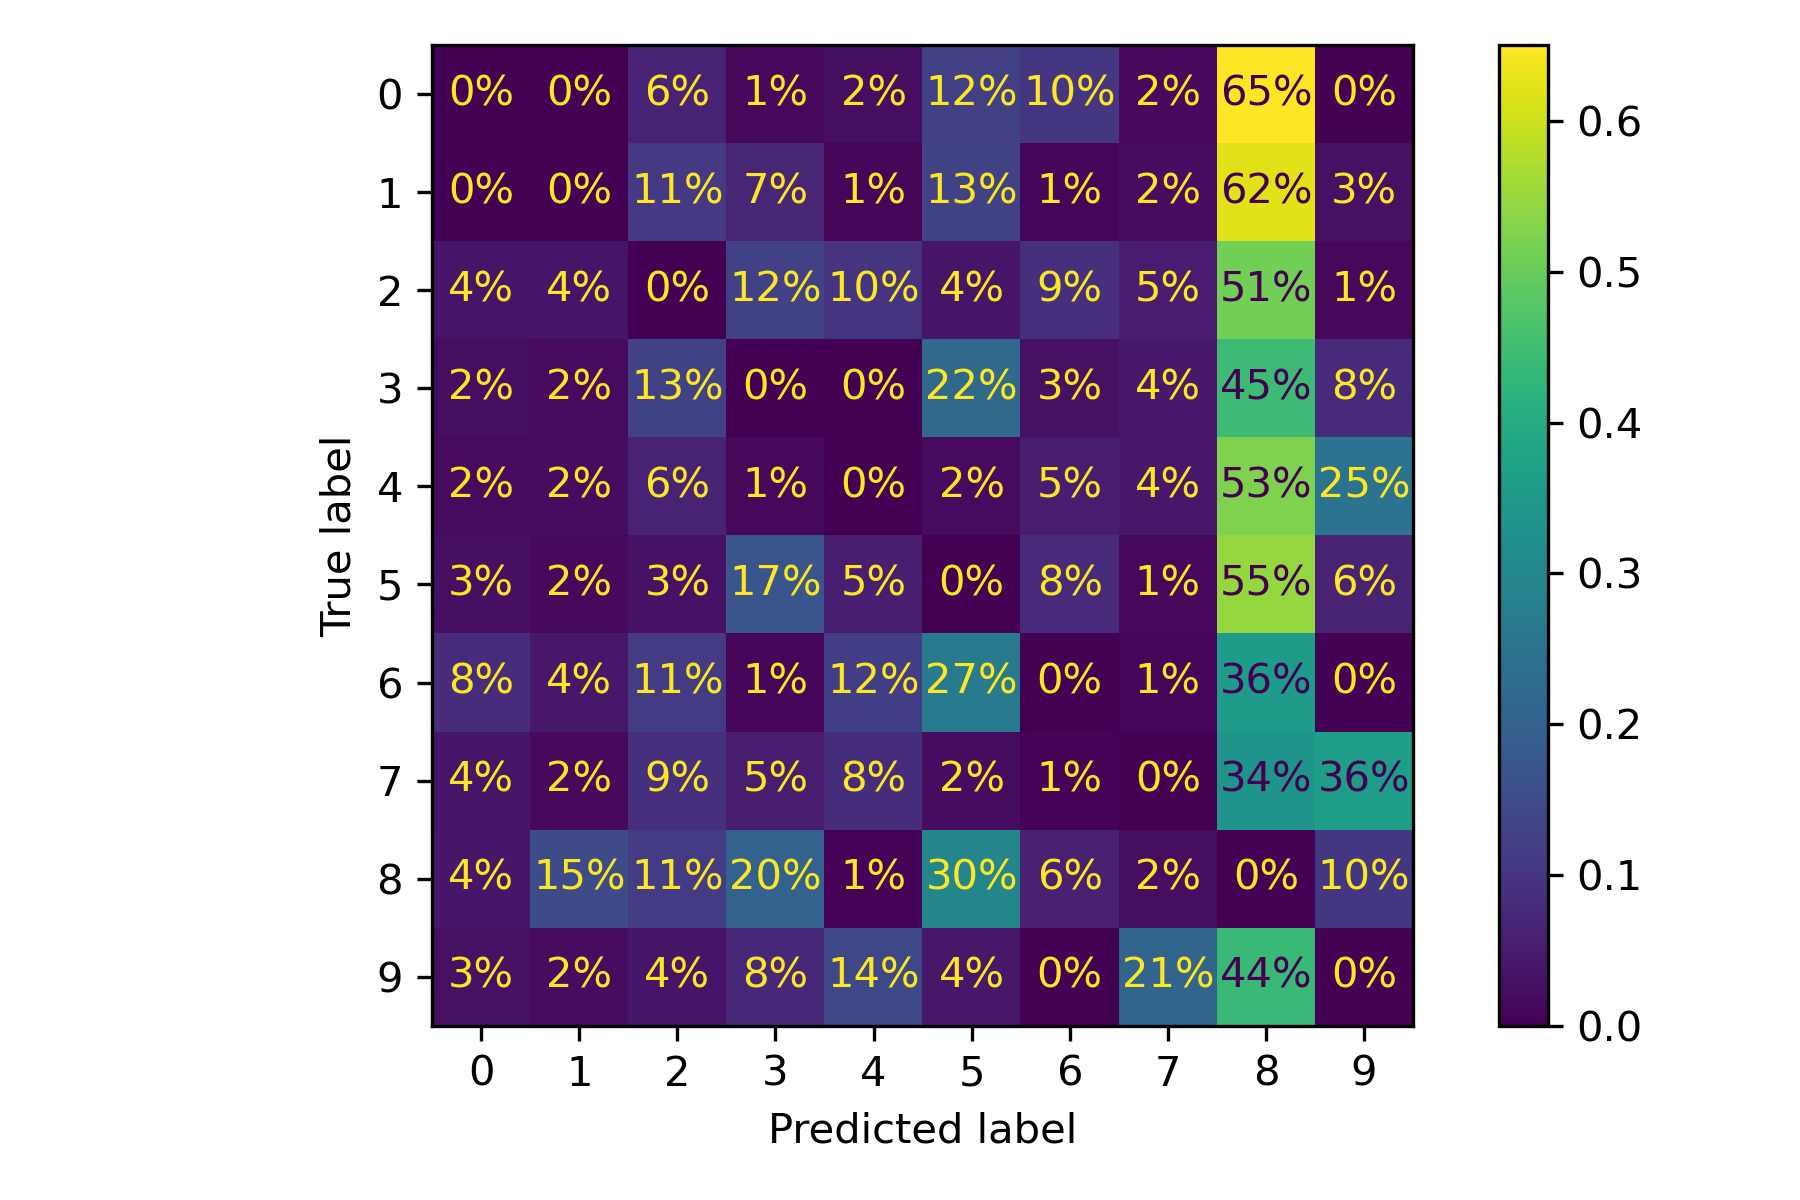 0 0% 0% 6% 1% 2% 12% 10% 2% 65% 0%
1 0% 0% 11% 7% 1% 13% 1% 2% 62% 3%
2 4% 4% 0% 12% 10% 4% 9% 5% 51% 1%
3 2% 2% 13% 0% 0% 22% 3% 4% 45% 8%
4 2% 2% 6% 1% 0% 2% 5% 4% 53% 25%
5 3% 2% 3% 17% 5% 0% 8% 1% 55% 6%
6 8% 4% 11% 1% 12% 27% 0% 1% 36% 0%
7 4% 2% 9% 5% 8% 2% 1% 0% 34% 36%
8 4% 15% 11% 20% 1% 30% 6% 2% 0% 10%
9 3% 2% 4% 8% 14% 4% 0% 21% 44% 0%
0 1 2 3 4 5 6 7 8 9
Predicted label
True label
0.6
0.5
0.4
0.3
0.2
0.1
0.0